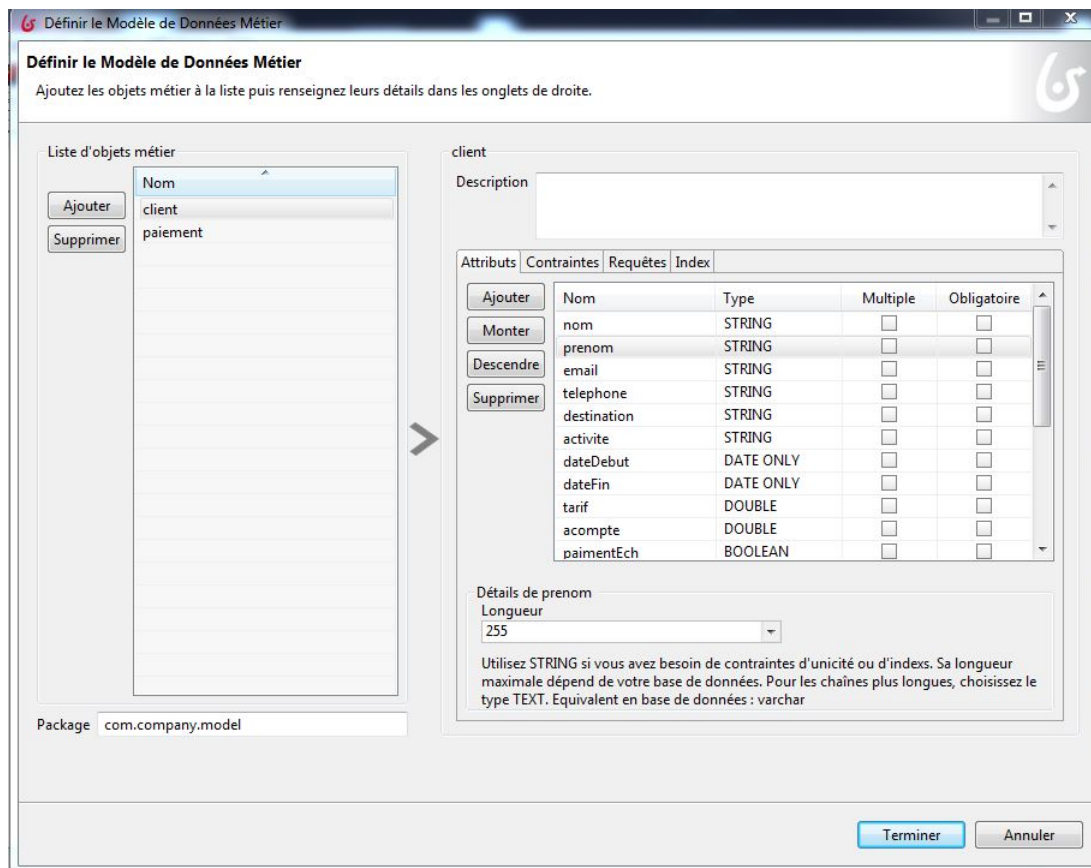 Définir le Modèle de Données Métier
Définir le Modèle de Données Métier
Ajoutez les objets métier à la liste puis renseignez leurs détails dans les onglets de droite.
Liste d'objets métier
Nom
Ajouter
client
Supprimer
paiement
Package com.company.model
client
Description
Attributs Contraintes Requêtes Index
Ajouter
Monter
Descendre
Supprimer
Nom Type Multiple Obligatoire
nom STRING
prenom STRING
email STRING
telephone STRING
destination STRING
activite STRING
dateDebut DATE ONLY
dateFin DATE ONLY
tarif DOUBLE
acompte DOUBLE
paimentEch BOOLEAN
Détails de prenom
Longueur
255
Utilisez STRING si vous avez besoin de contraintes d'unicité ou d'indexs. Sa longueur
maximale dépend de votre base de données. Pour les chaînes plus longues, choisissez le
type TEXT. Equivalent en base de données : varchar
Terminer Annuler